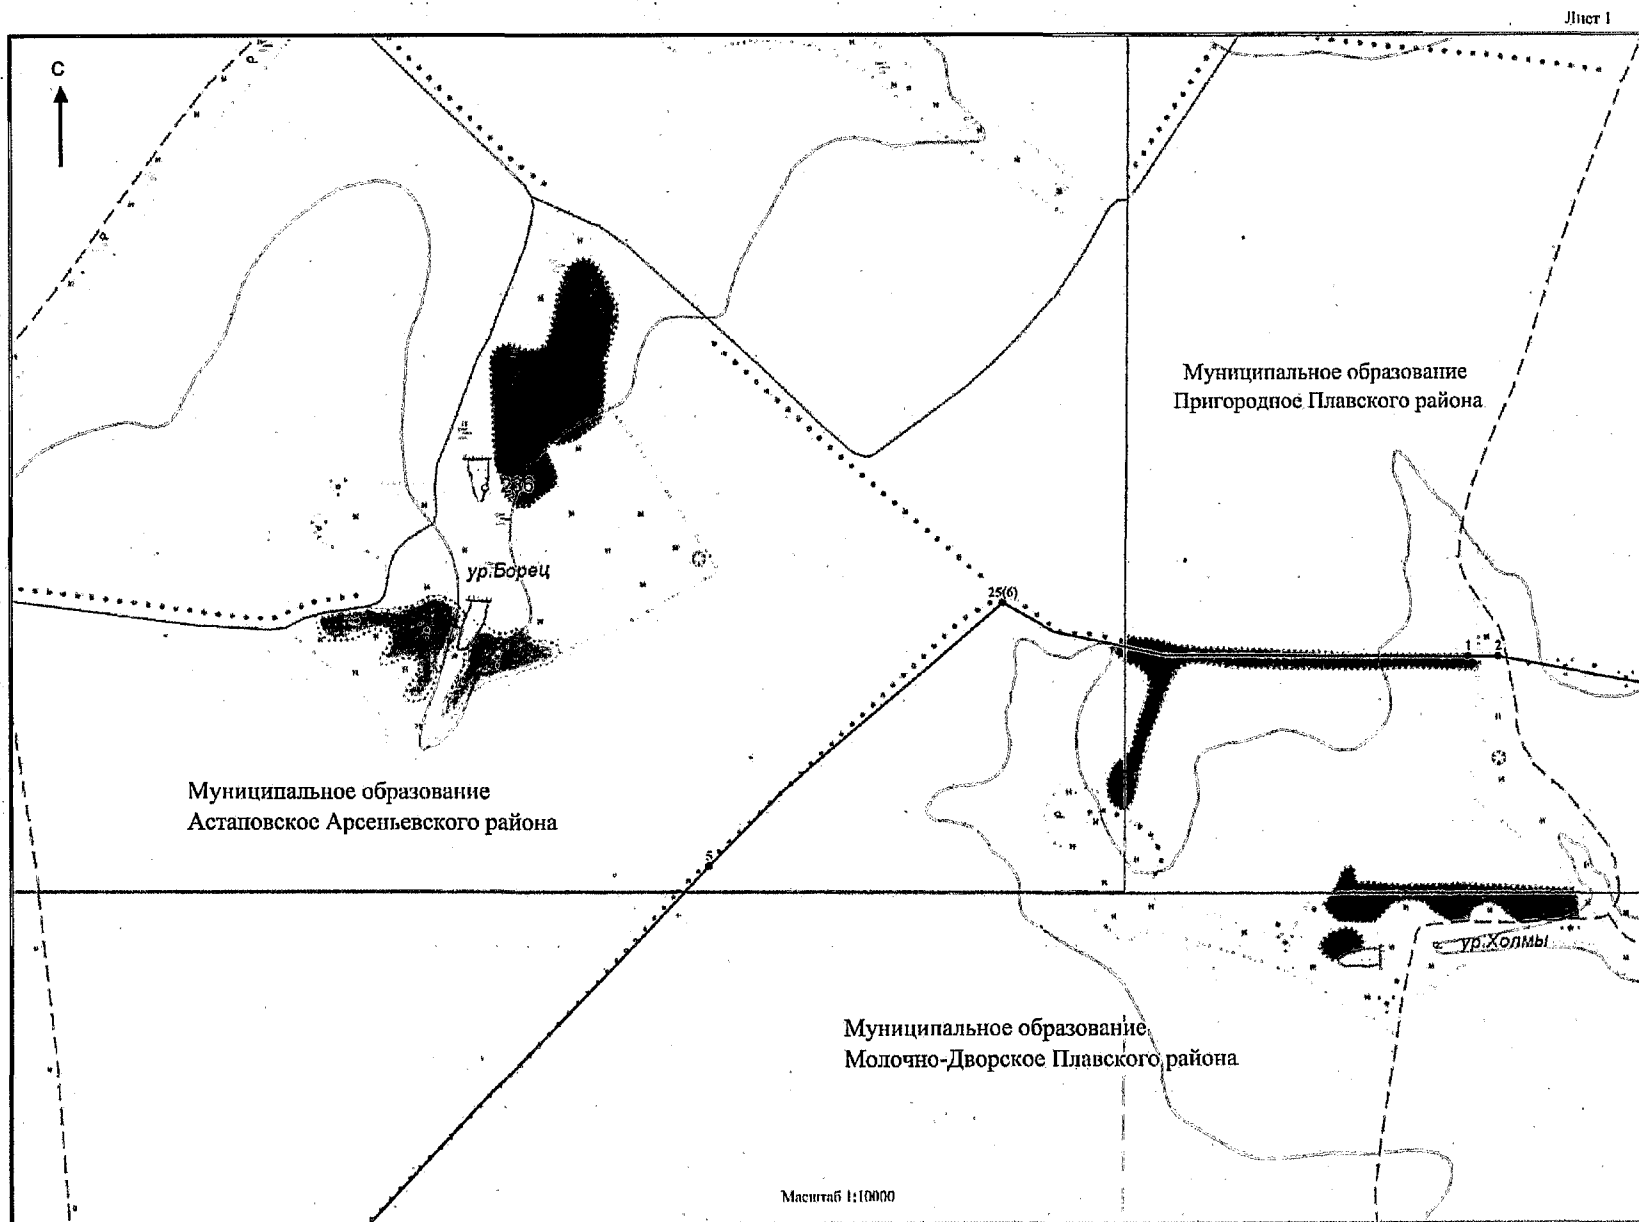 Лист 1
С
Р
Р
Муниципальное образование
Пригородное Плавского района
236
ур.Борец
25(6)
1
2
Муниципальное образование
Астаповское Арсеньевского района
Р
5
ур.Холмы
Муниципальное образование
Молочно-Дворское Плавского района
Масштаб 1:10000